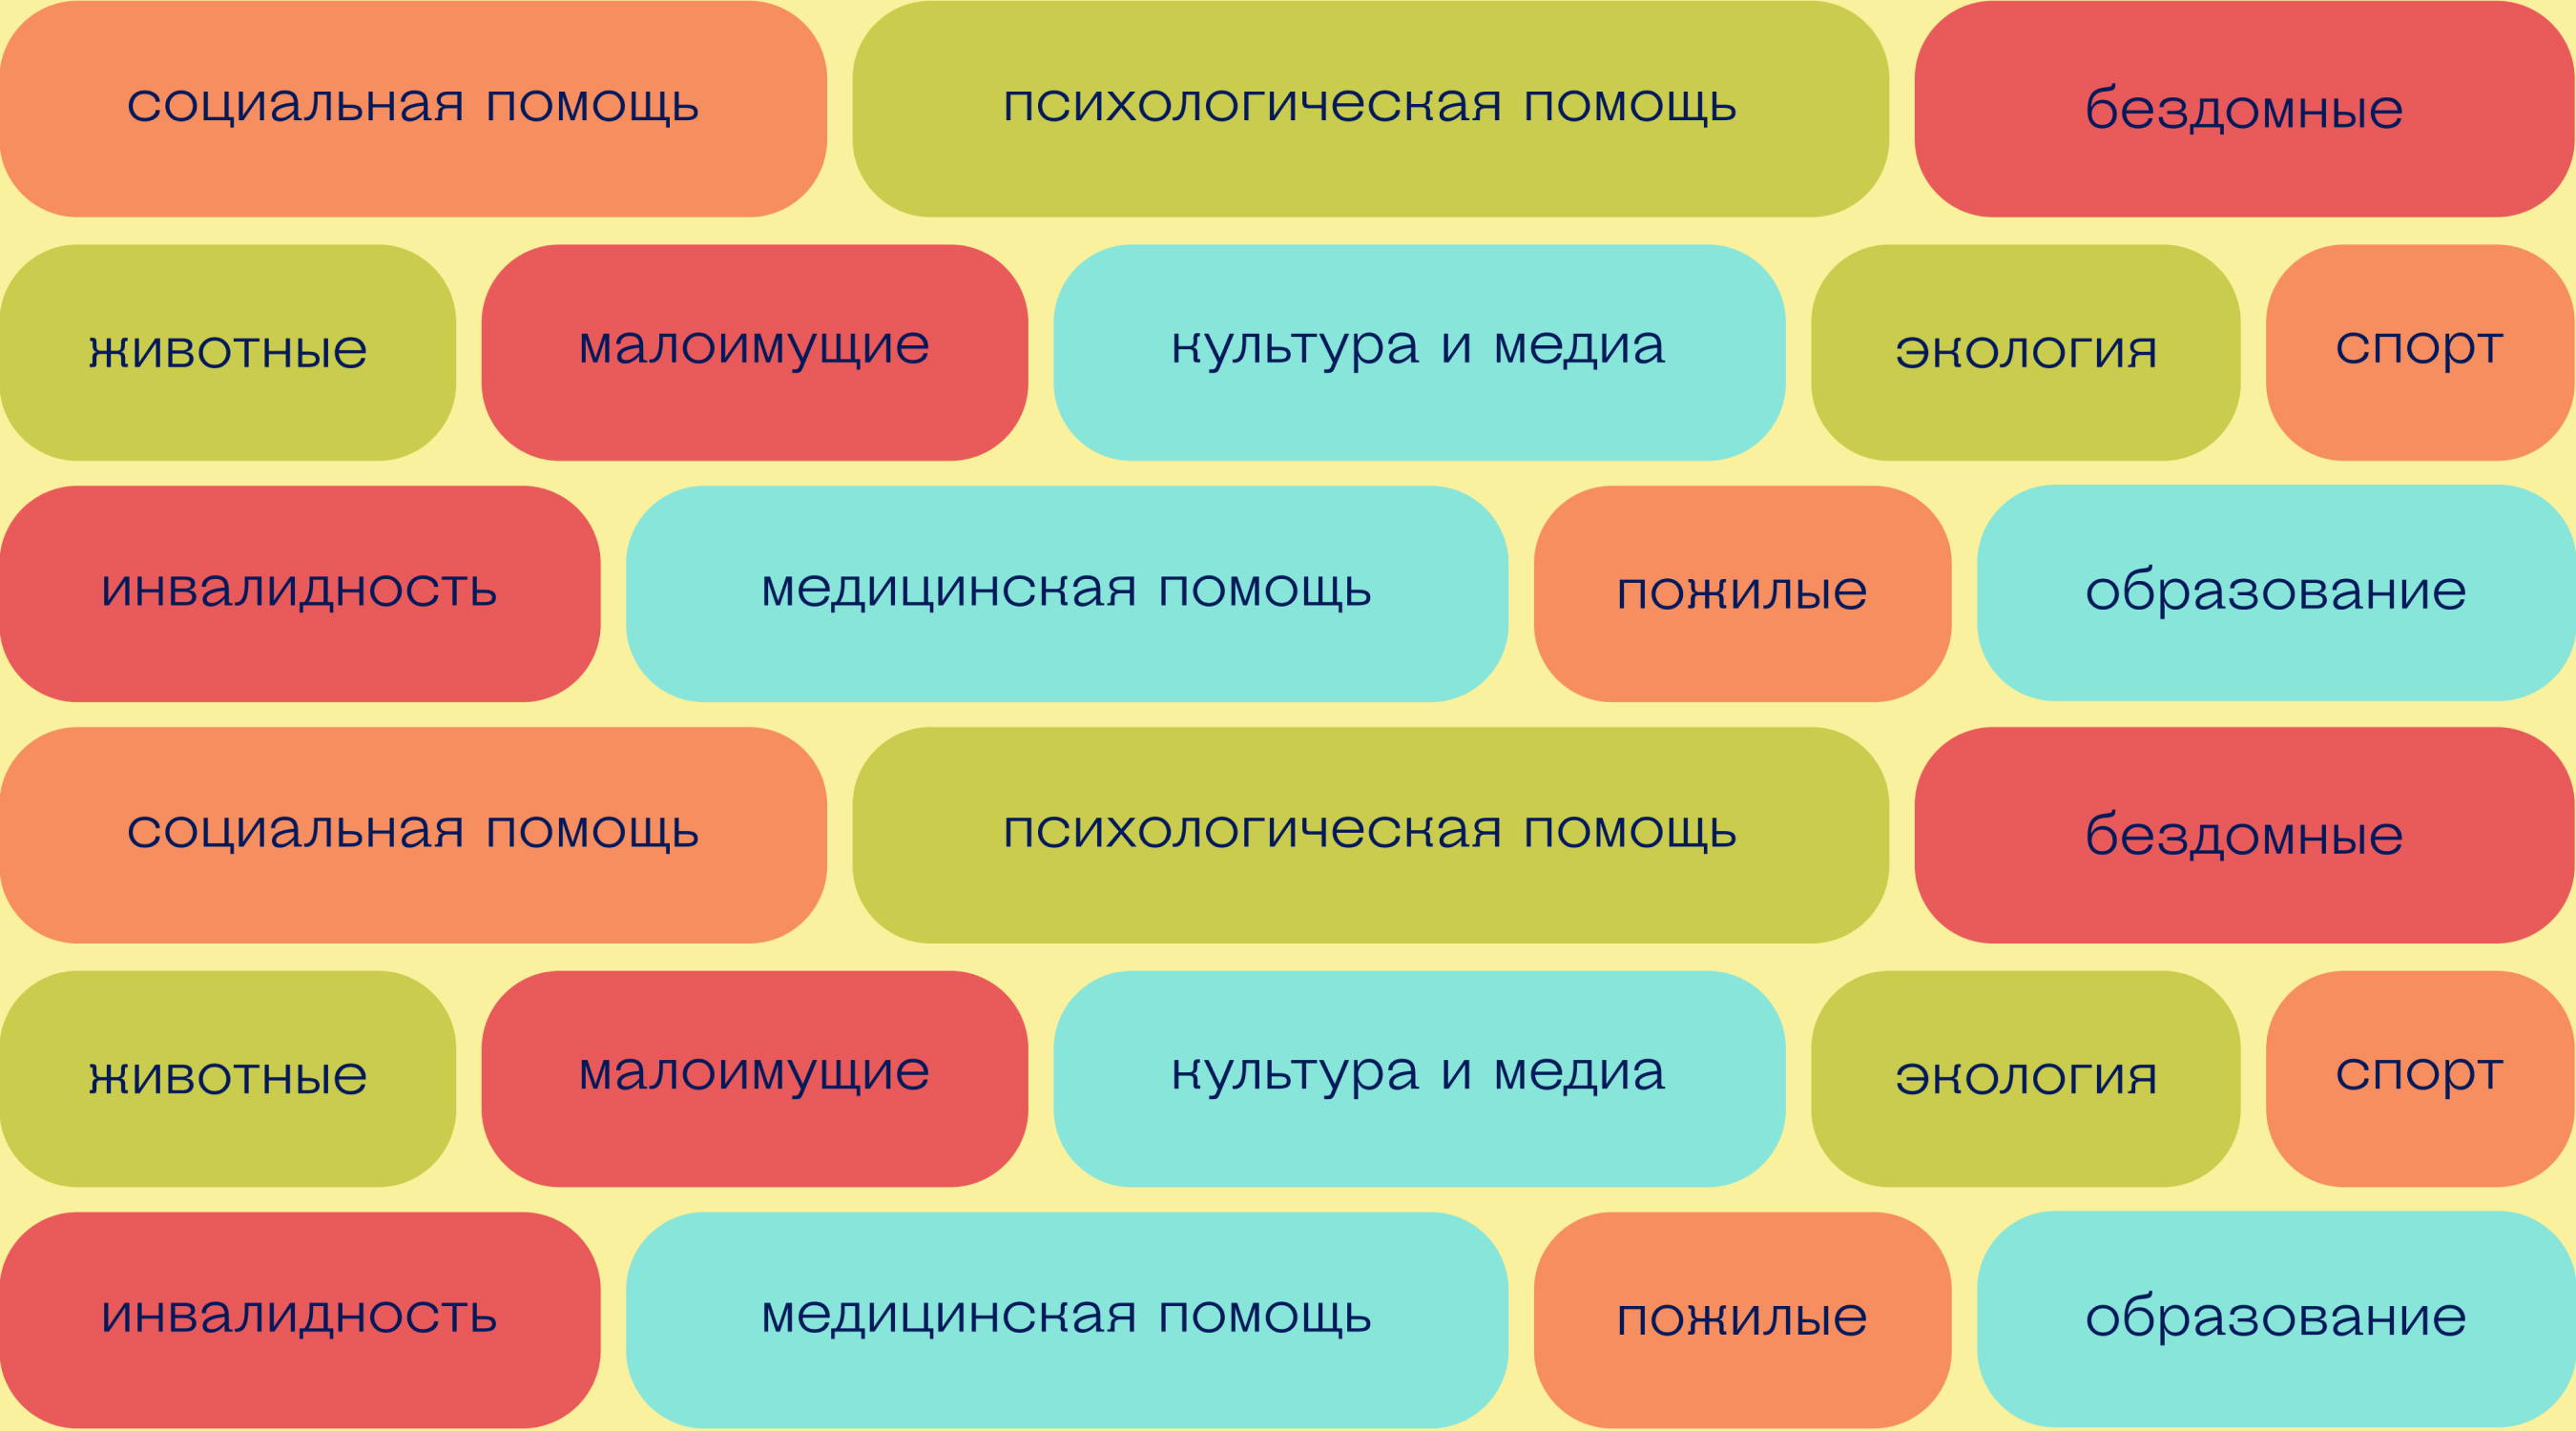 социальная помощь психологическая помощь бездомные
животные малоимущие культура и медиа экология спорт
инвалидность медицинская помощь пожилые образование
социальная помощь психологическая помощь бездомные
животные малоимущие культура и медиа экология спорт
инвалидность медицинская помощь пожилые образование